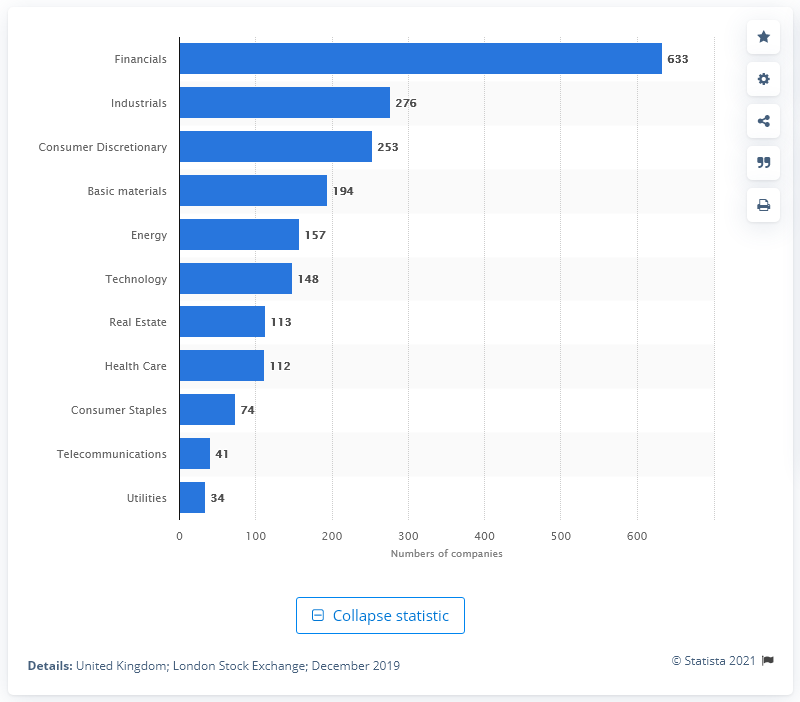 Financials 633
Industrials 276
Consumer Discretionary 253
Basic materials 194
Energy 157
Technology 148
Real Estate 113
Health Care 112
Consumer Staples 74
Telecommunications 41
Utilities 34
0 100 200 300 400 500 600
Numbers of companies
Collapse statistic
Details: United Kingdom; London Stock Exchange; December 2019
© Statista 2021